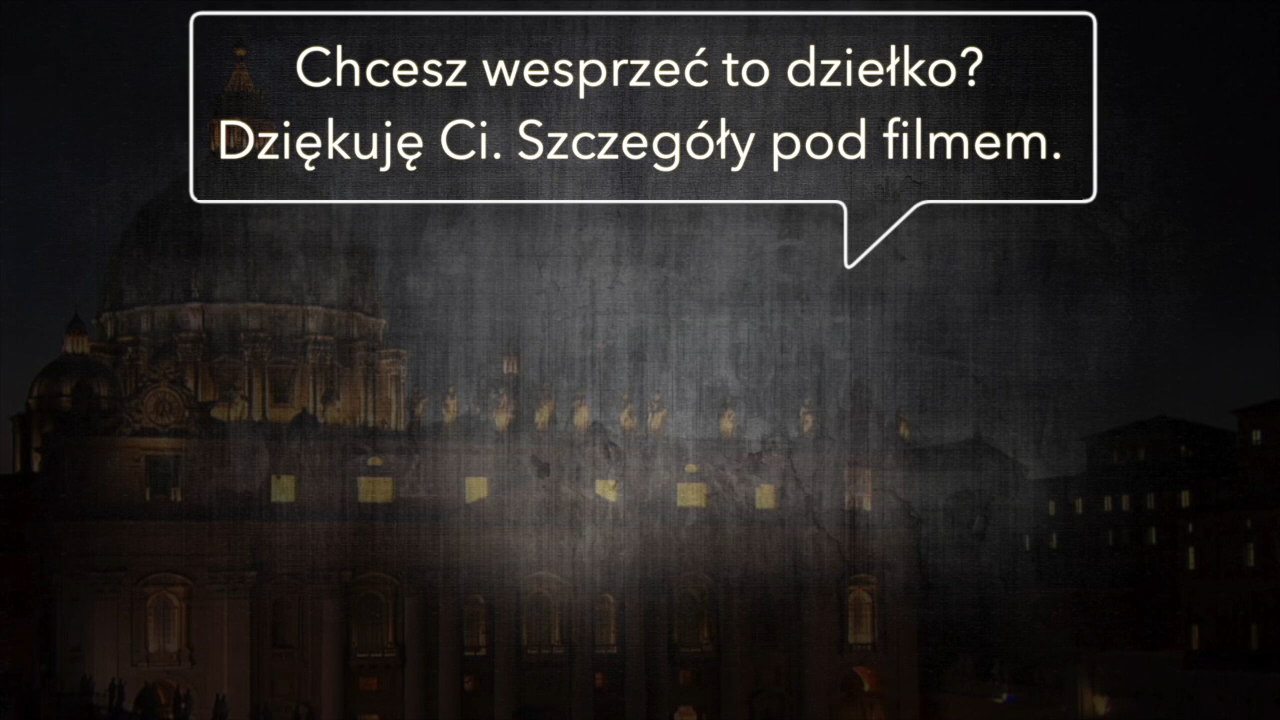 Chcesz wesprzeć to dziełko?
Dziękuję Ci. Szczegóły pod filmem.